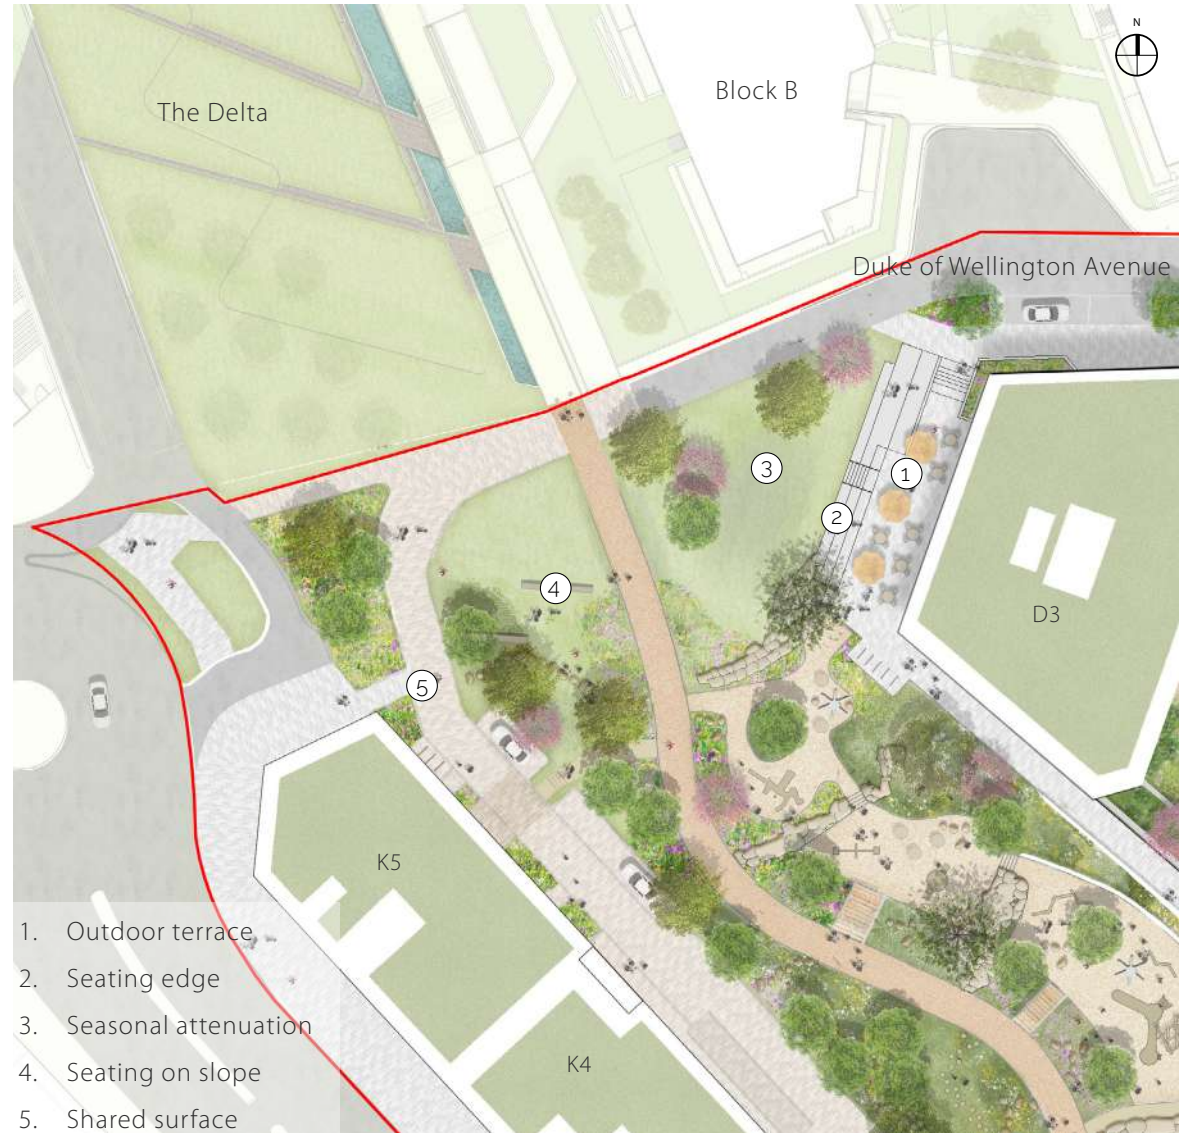 N
The Delta
Block B
Duke of Wellington Avenue
3
1
2
4
D3
5
K5
K4
1. Outdoor terrace
2. Seating edge
3. Seasonal attenuation
4. Seating on slope
5. Shared surface